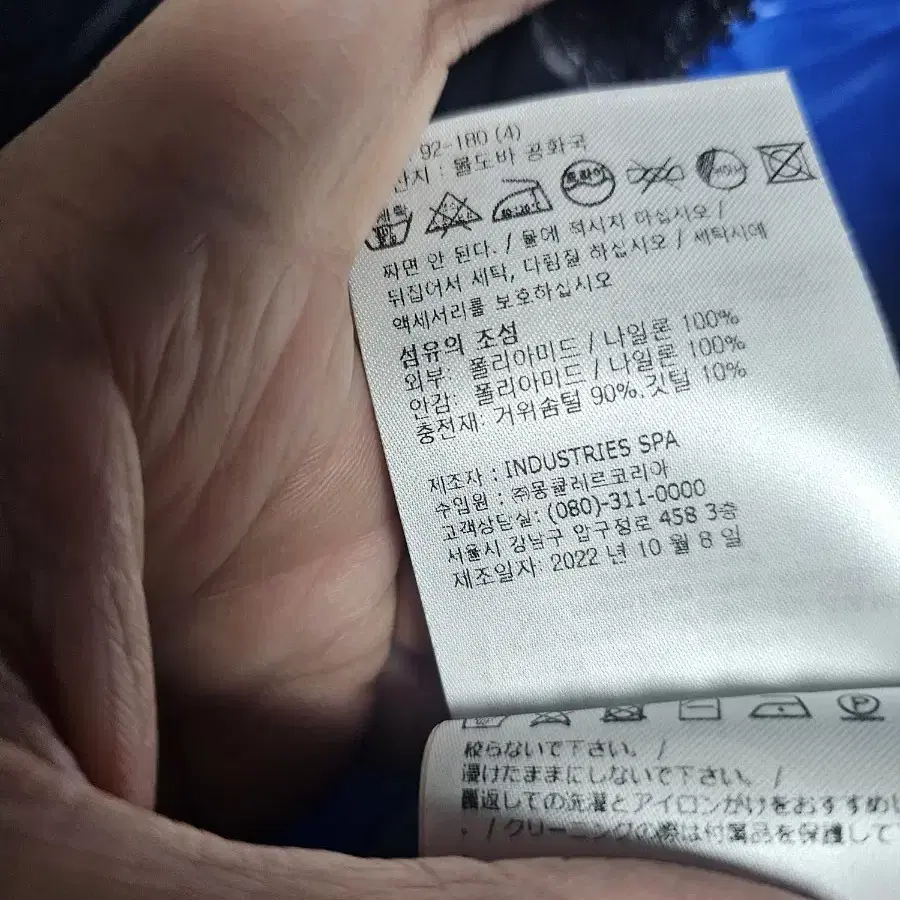 92-180 (4)
산지 : 몰도바 공화국
세탁 80-120℃ 드라이
짜면 안 된다. / 물에 적시지 마십시오 /
뒤집어서 세탁, 다림질 하십시오 / 세탁시에
액세서리를 보호하십시오
섬유의 조성
외부: 폴리아미드 / 나일론 100%
안감: 폴리아미드 / 나일론 100%
충전재: 거위솜털 90%, 깃털 10%
제조자 : INDUSTRIES SPA
수입원 : ㈜몽클레르코리아
고객상담실: (080)-311-0000
서울시 강남구 압구정로 458 3층
제조일자: 2022 년 10 월 8 일
P
絞らないで下さい。 /
浸けたままにしないで下さい。 /
裏返しての洗濯とアイロンがけをおすすめし
. / クリーニングの際は付属品を保護して